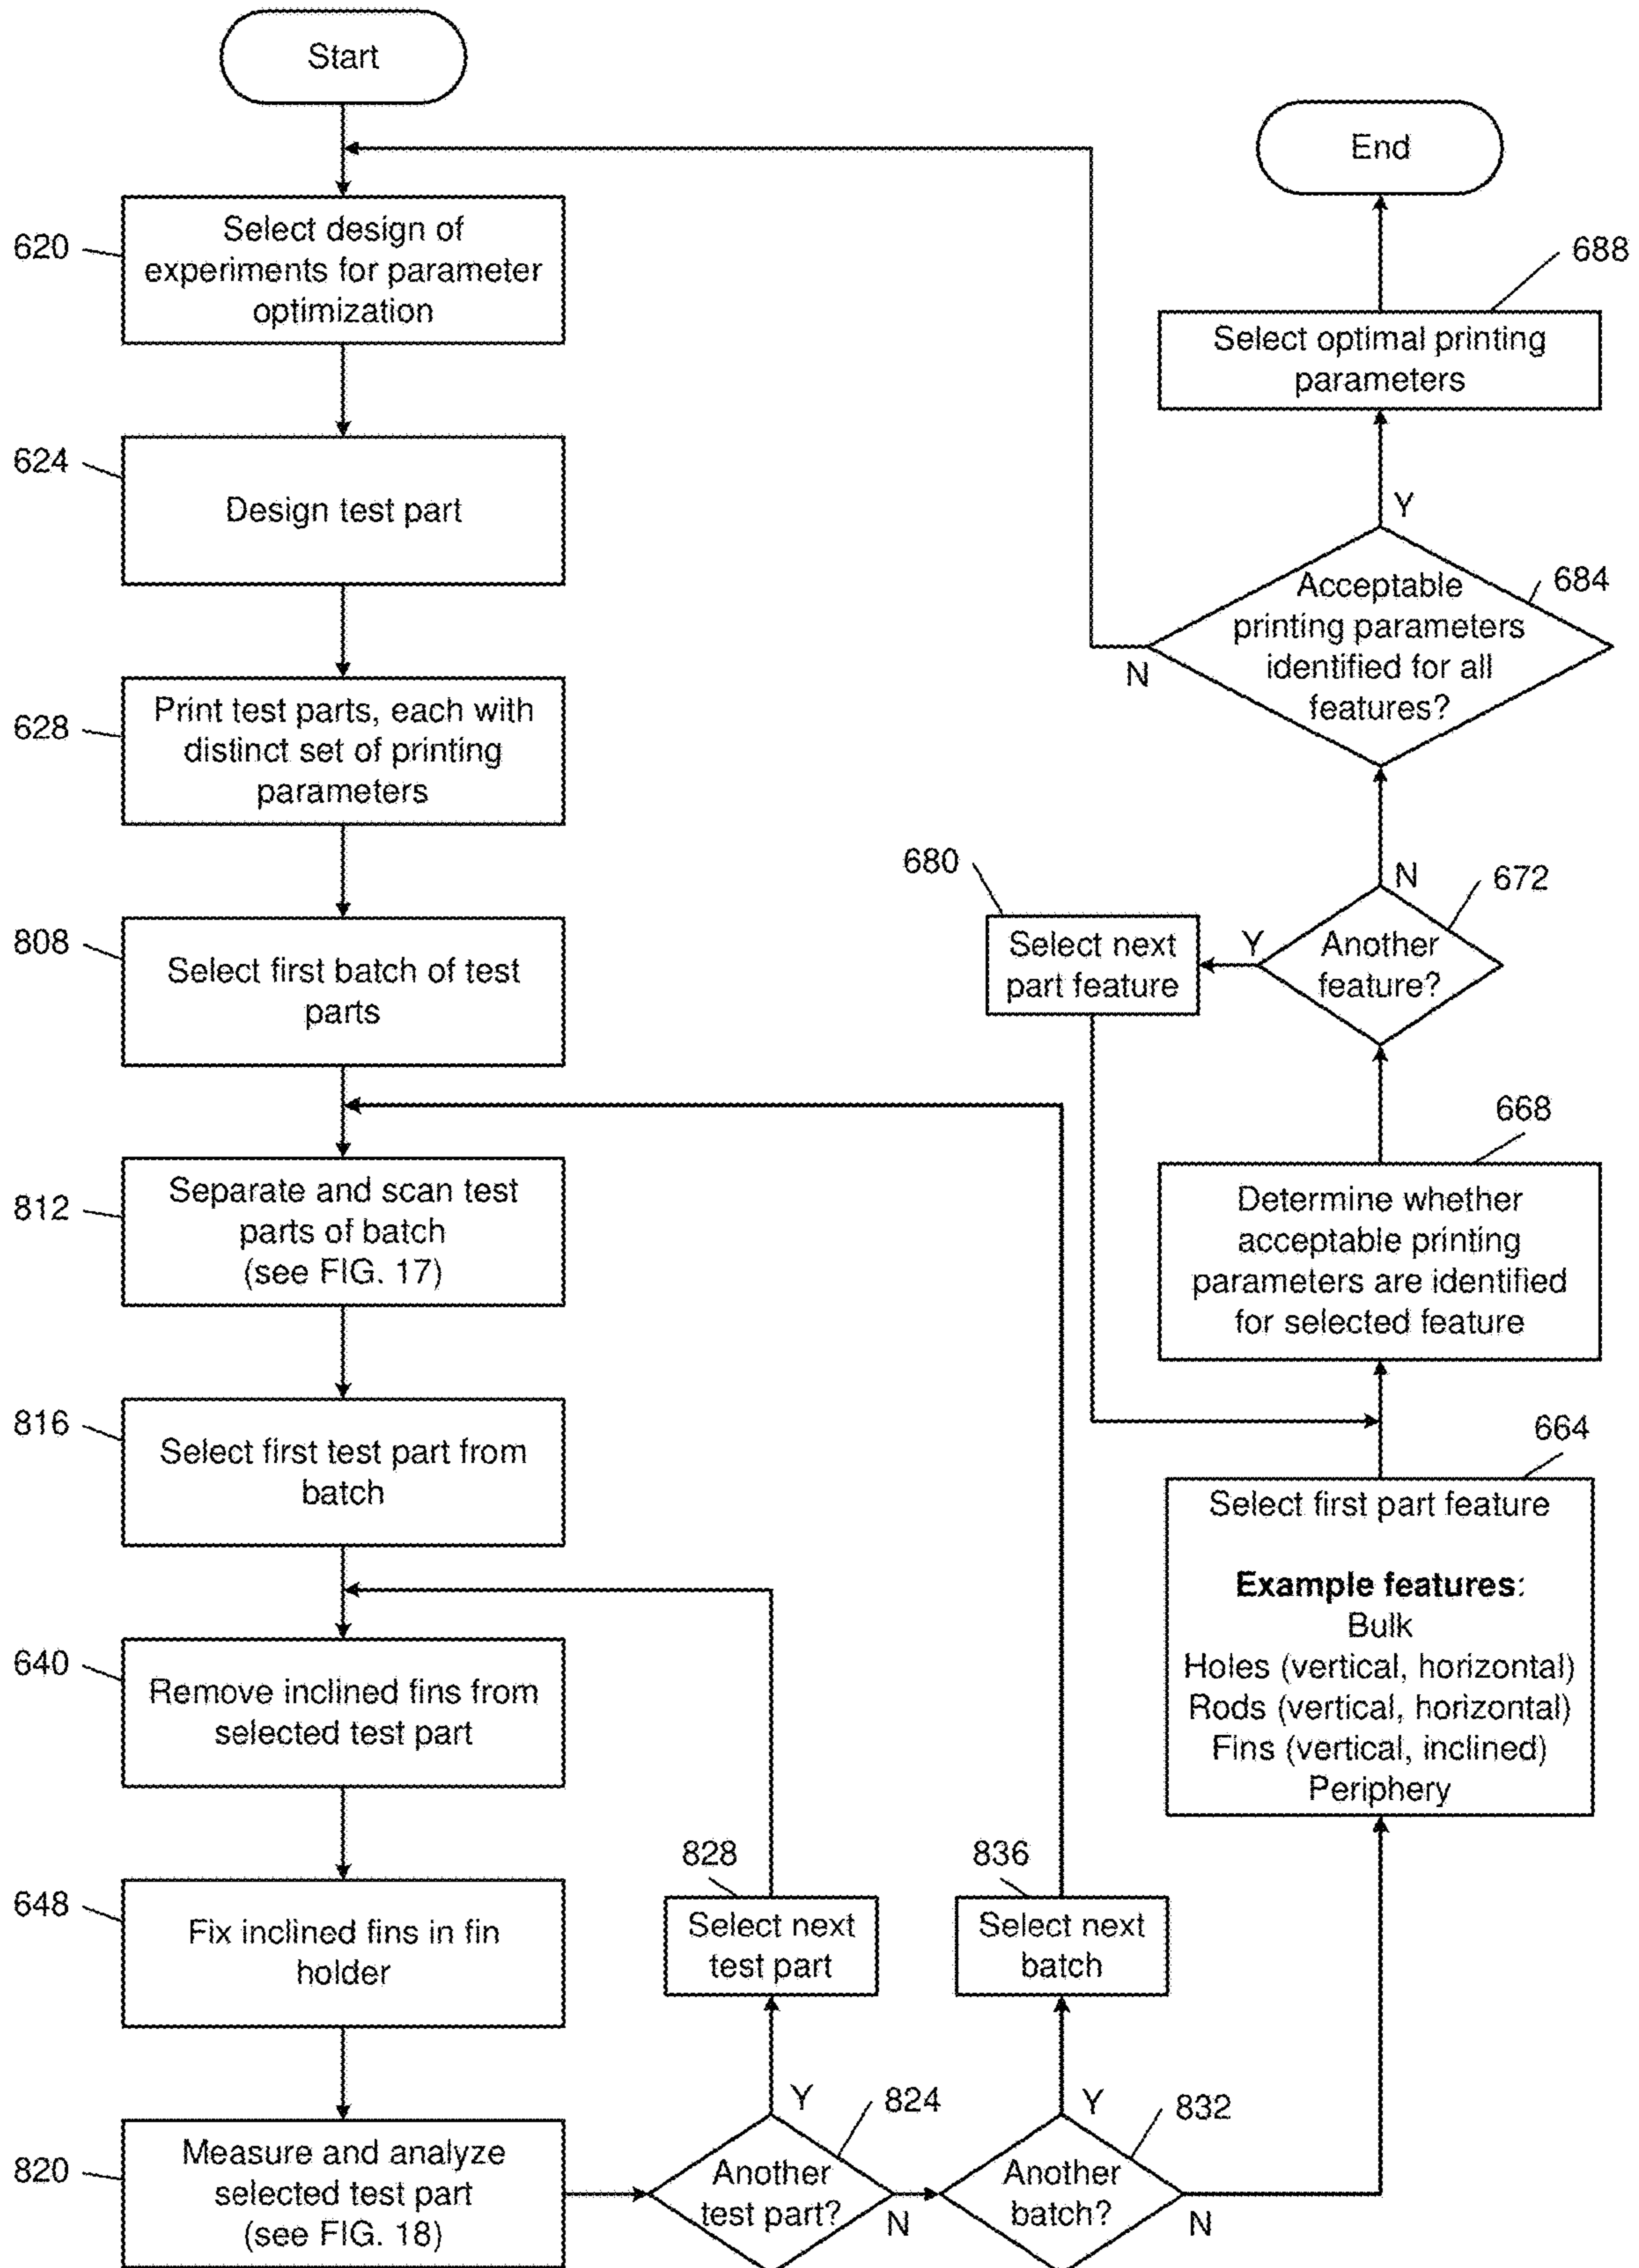 Start
620
Select design of
experiments for parameter
optimization
624
Design test part
628
Print test parts, each with
distinct set of printing
parameters
808
Select first batch of test
parts
812
Separate and scan test
parts of batch
(see FIG. 17)
816
Select first test part from
batch
640
Remove inclined fins from
selected test part
648
Fix inclined fins in fin
holder
820
Measure and analyze
selected test part
(see FIG. 18)
824
Another
test part?
Y
N
828
Select next
test part
832
Another
batch?
Y
N
836
Select next
batch
664
Select first part feature
Example features:
Bulk
Holes (vertical, horizontal)
Rods (vertical, horizontal)
Fins (vertical, inclined)
Periphery
668
Determine whether
acceptable printing
parameters are identified
for selected feature
672
Another
feature?
Y
N
680
Select next
part feature
684
Acceptable
printing parameters
identified for all
features?
N
Y
688
Select optimal printing
parameters
End